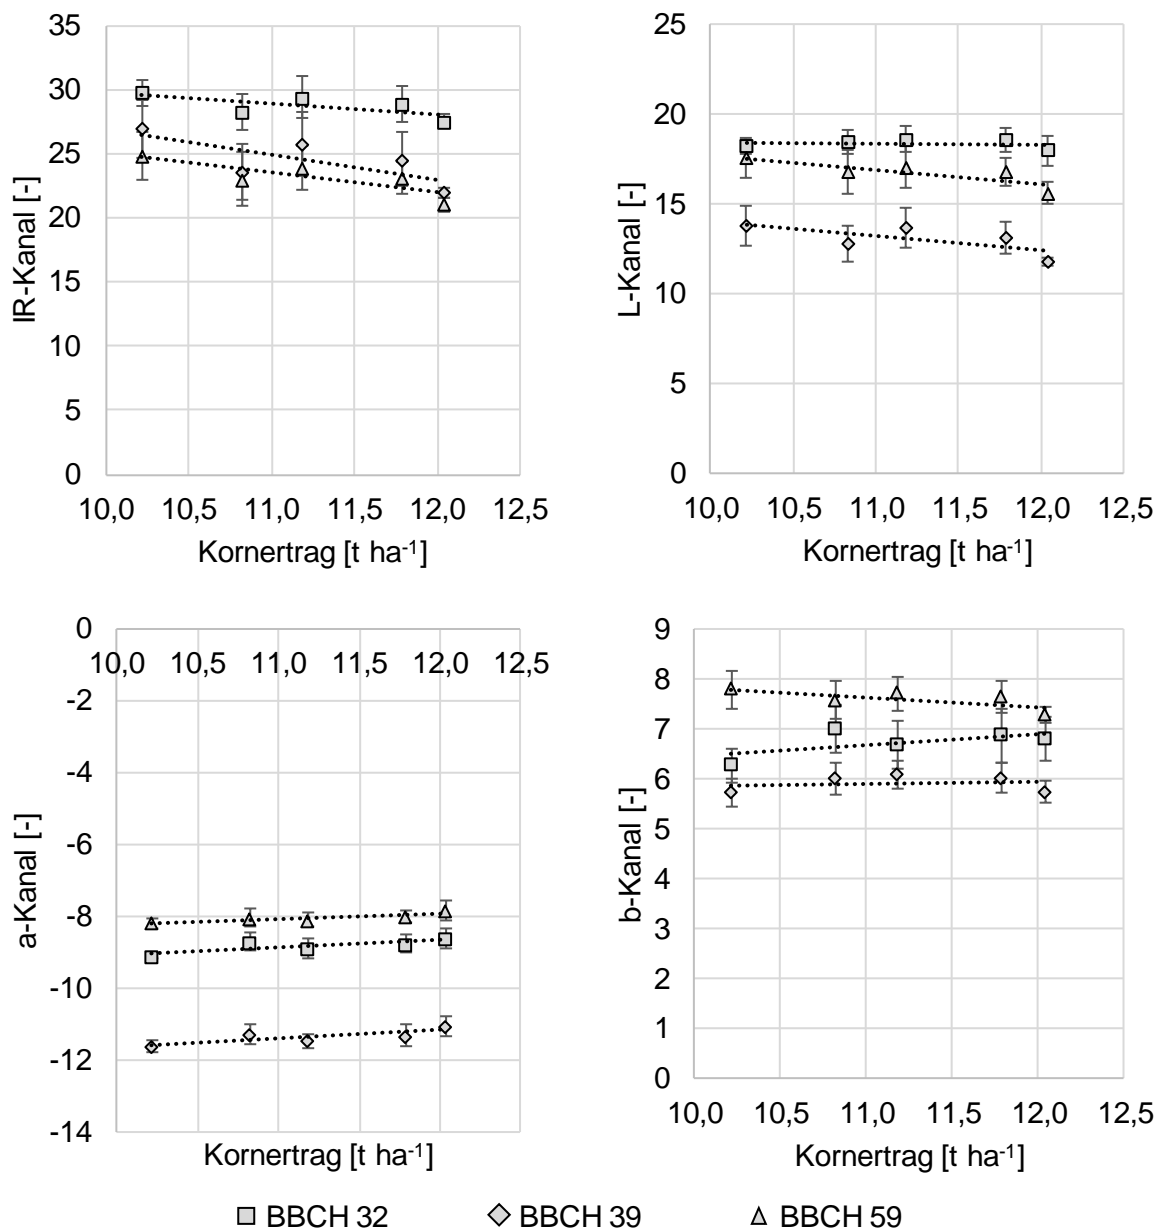 35
30
25
20
15
10
5
0
IR-Kanal [-]
10,0 10,5 11,0 11,5 12,0 12,5
Kornertrag [t ha-1]
25
20
15
10
5
0
L-Kanal [-]
10,0 10,5 11,0 11,5 12,0 12,5
Kornertrag [t ha-1]
0
10,0 10,5 11,0 11,5 12,0 12,5
-2
-4
-6
-8
-10
-12
-14
a-Kanal [-]
Kornertrag [t ha-1]
9
8
7
6
5
4
3
2
1
0
b-Kanal [-]
10,0 10,5 11,0 11,5 12,0 12,5
Kornertrag [t ha-1]
BBCH 32 BBCH 39 BBCH 59